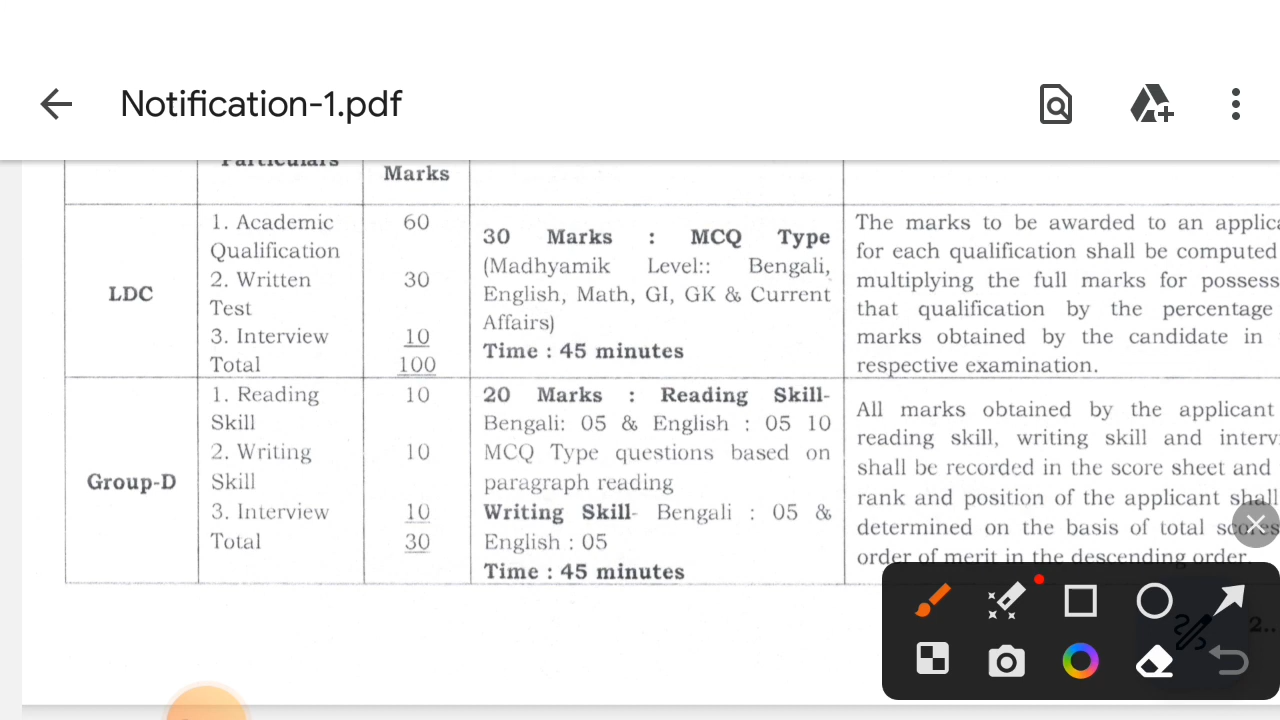 Notification-1.pdf
Particulars
Marks
LDC
1. Academic
Qualification
2. Written
Test
3. Interview
Total
60
30
10
100
30 Marks : MCQ Type
(Madhyamik Level:: Bengali,
English, Math, GI, GK & Current
Affairs)
Time : 45 minutes
The marks to be awarded to an
for each qualification shall be computed
multiplying the full marks for
that qualification by the percentage
marks obtained by the candidate in
respective examination.
Group-D
1. Reading
Skill
2. Writing
Skill
3. Interview
Total
10
10
10
30
20 Marks : Reading Skill-
Bengali: 05 & English : 05 10
MCQ Type questions based on
paragraph reading
Writing Skill- Bengali : 05 &
English : 05
Time : 45 minutes
All marks obtained by the applicant
reading skill, writing skill and
shall be recorded in the score sheet and
rank and position of the applicant shall
determined on the basis of total scores
order of merit in the descending order.
2..